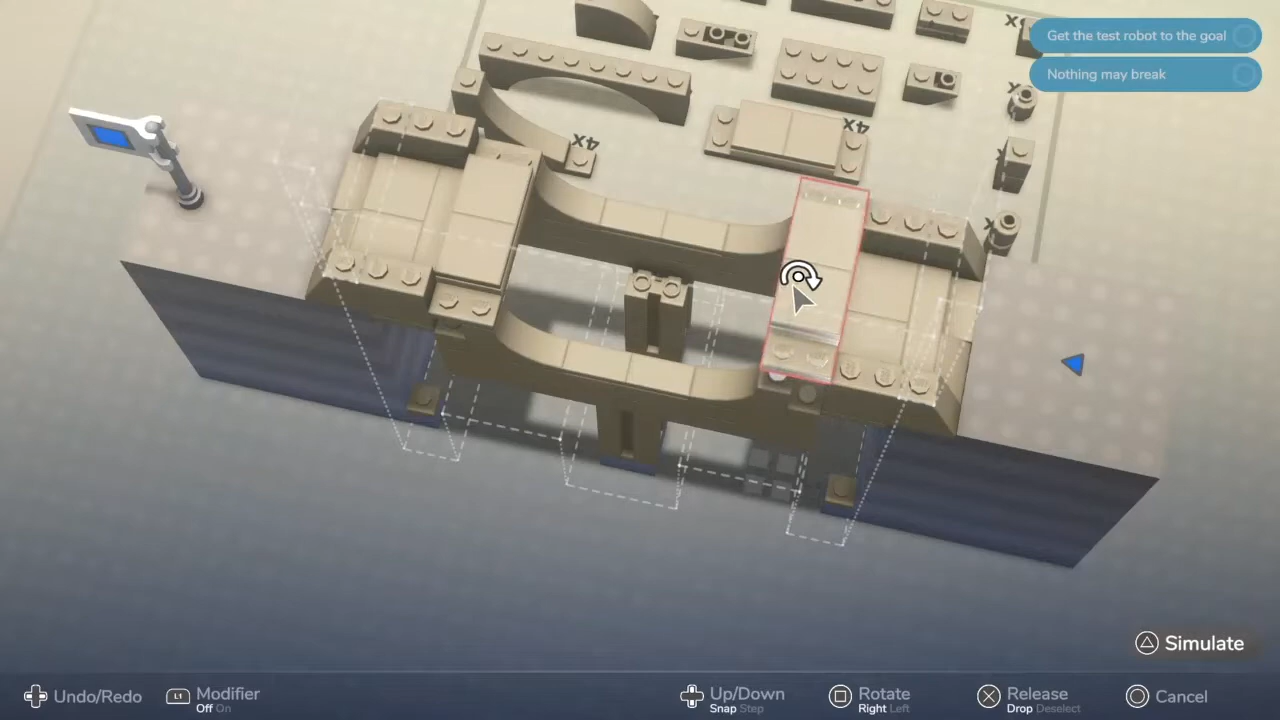 Get the test robot to the goal
Nothing may break
4x
4x
Simulate
Undo/Redo
L1
Modifier
Off On
Up/Down
Snap Step
Rotate
Right Left
Release
Drop Deselect
Cancel